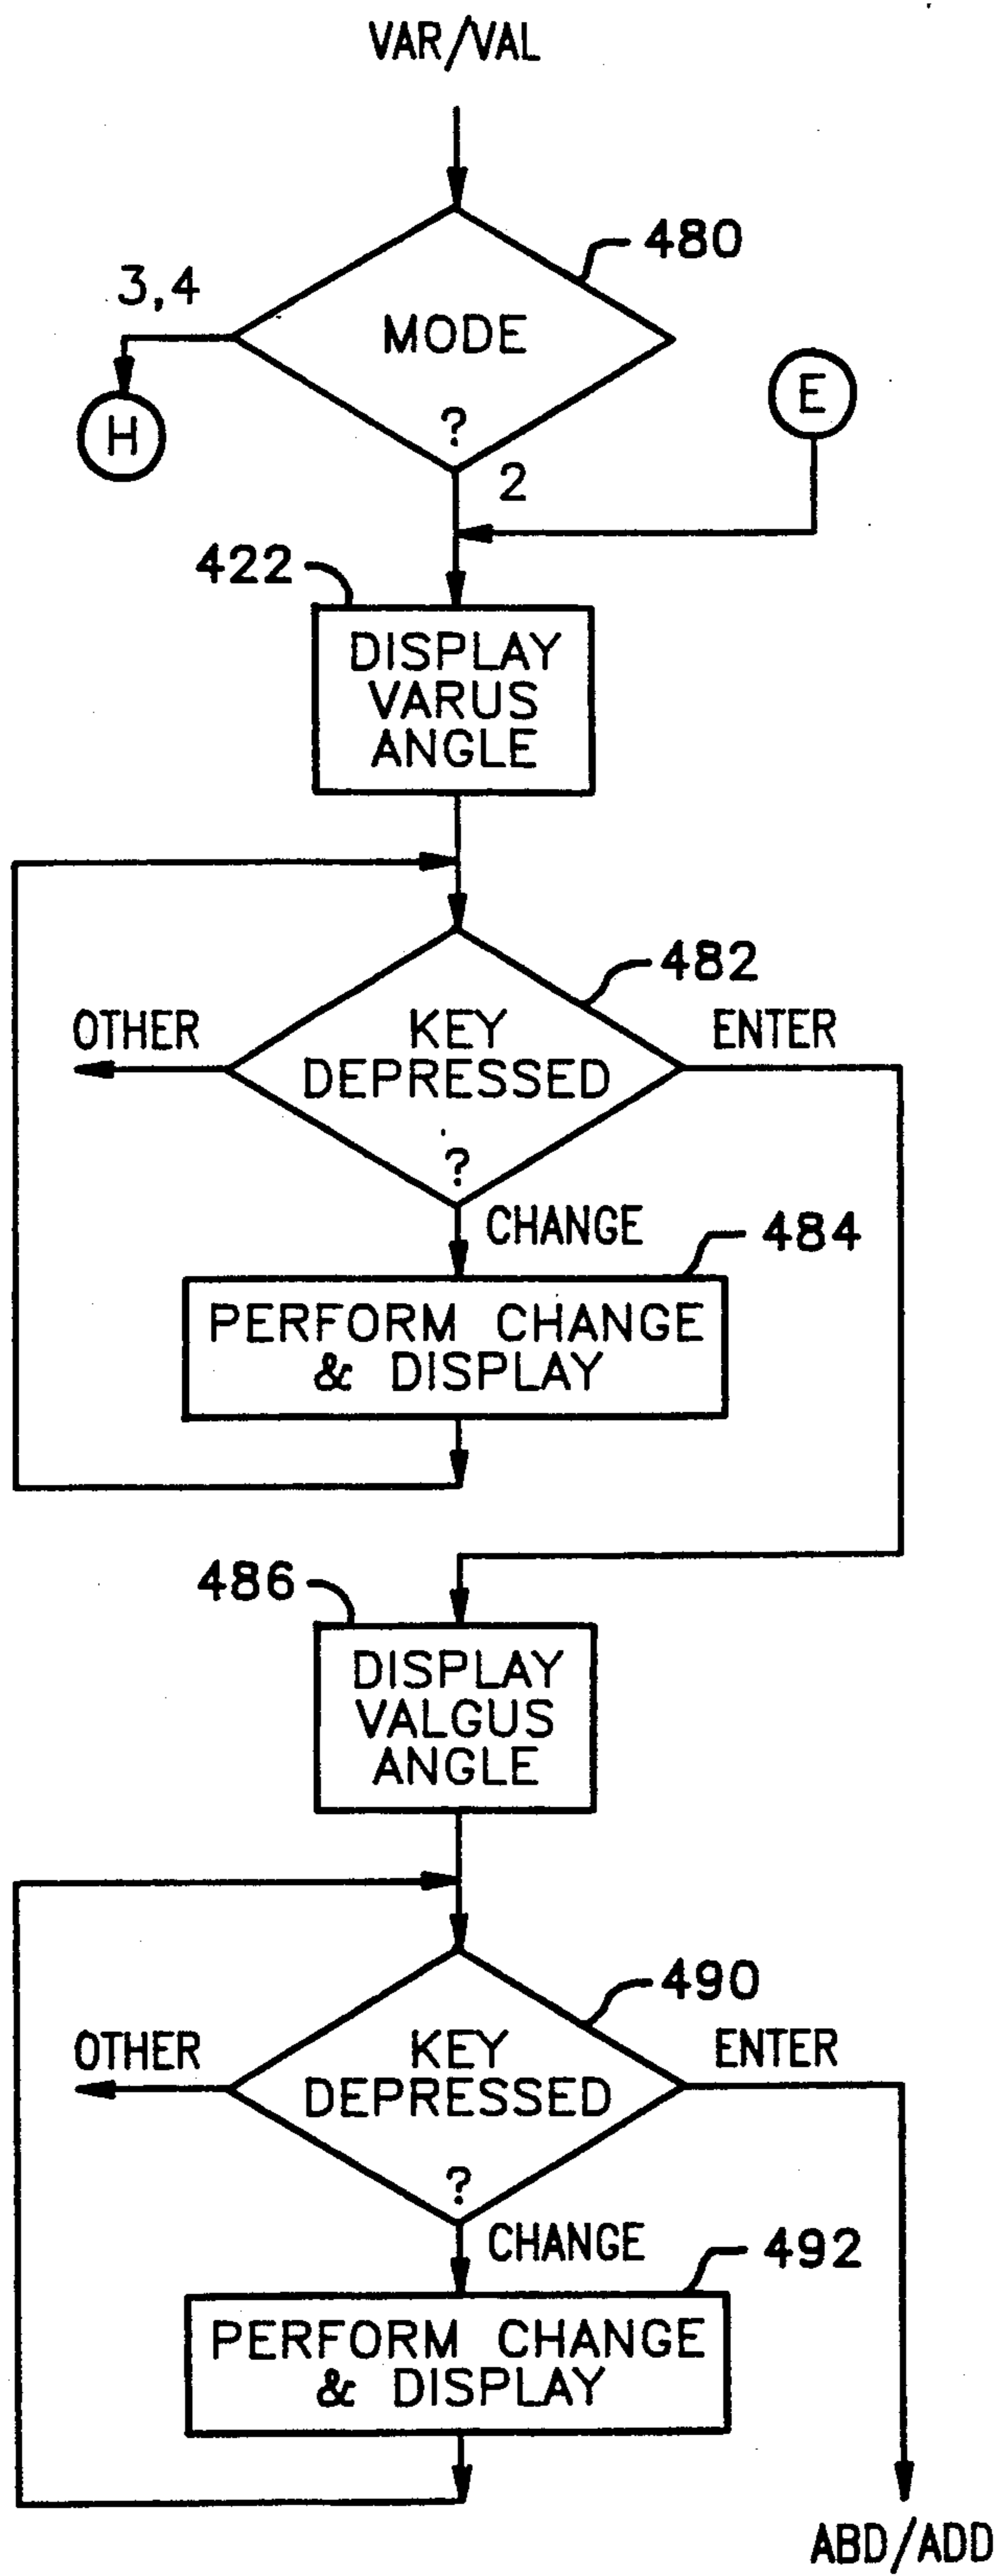 VAR/VAL
480
3,4
MODE
?
H
E
2
422
DISPLAY
VARUS
ANGLE
482
OTHER
KEY
DEPRESSED
?
ENTER
CHANGE
484
PERFORM CHANGE
& DISPLAY
486
DISPLAY
VALGUS
ANGLE
490
OTHER
KEY
DEPRESSED
?
ENTER
CHANGE
492
PERFORM CHANGE
& DISPLAY
ABD/ADD